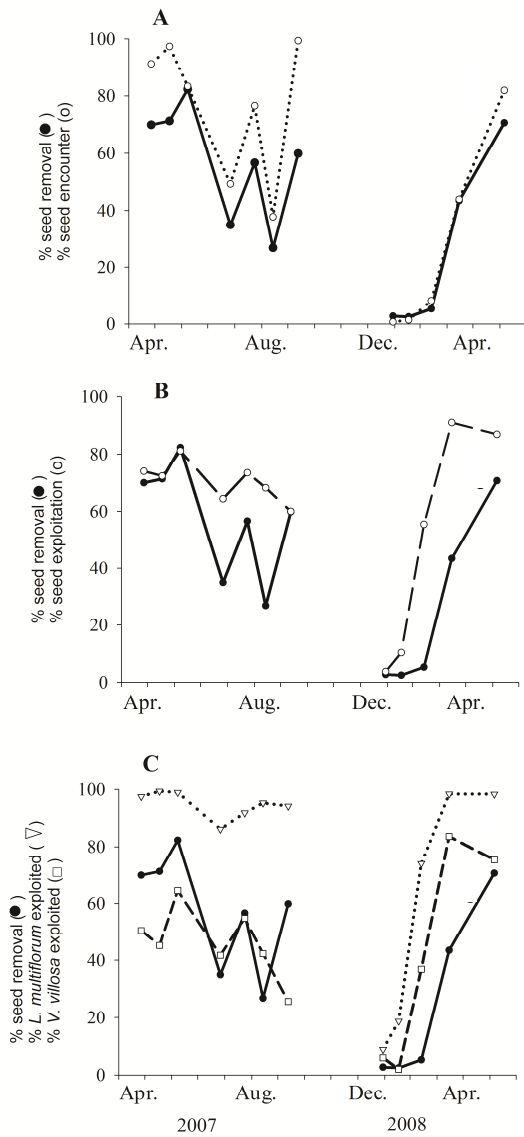 A
100
80
60
40
20
0
% seed removal (●)
% seed encounter (o)
Apr. Aug. Dec. Apr.
B
100
80
60
40
20
0
% seed removal (●)
% seed exploitation (o)
Apr. Aug. Dec. Apr.
C
100
80
60
40
20
0
% seed removal (●)
% L. multiflorum exploited (▽)
% V. villosa exploited (□)
Apr. Aug. Dec. Apr.
2007 2008